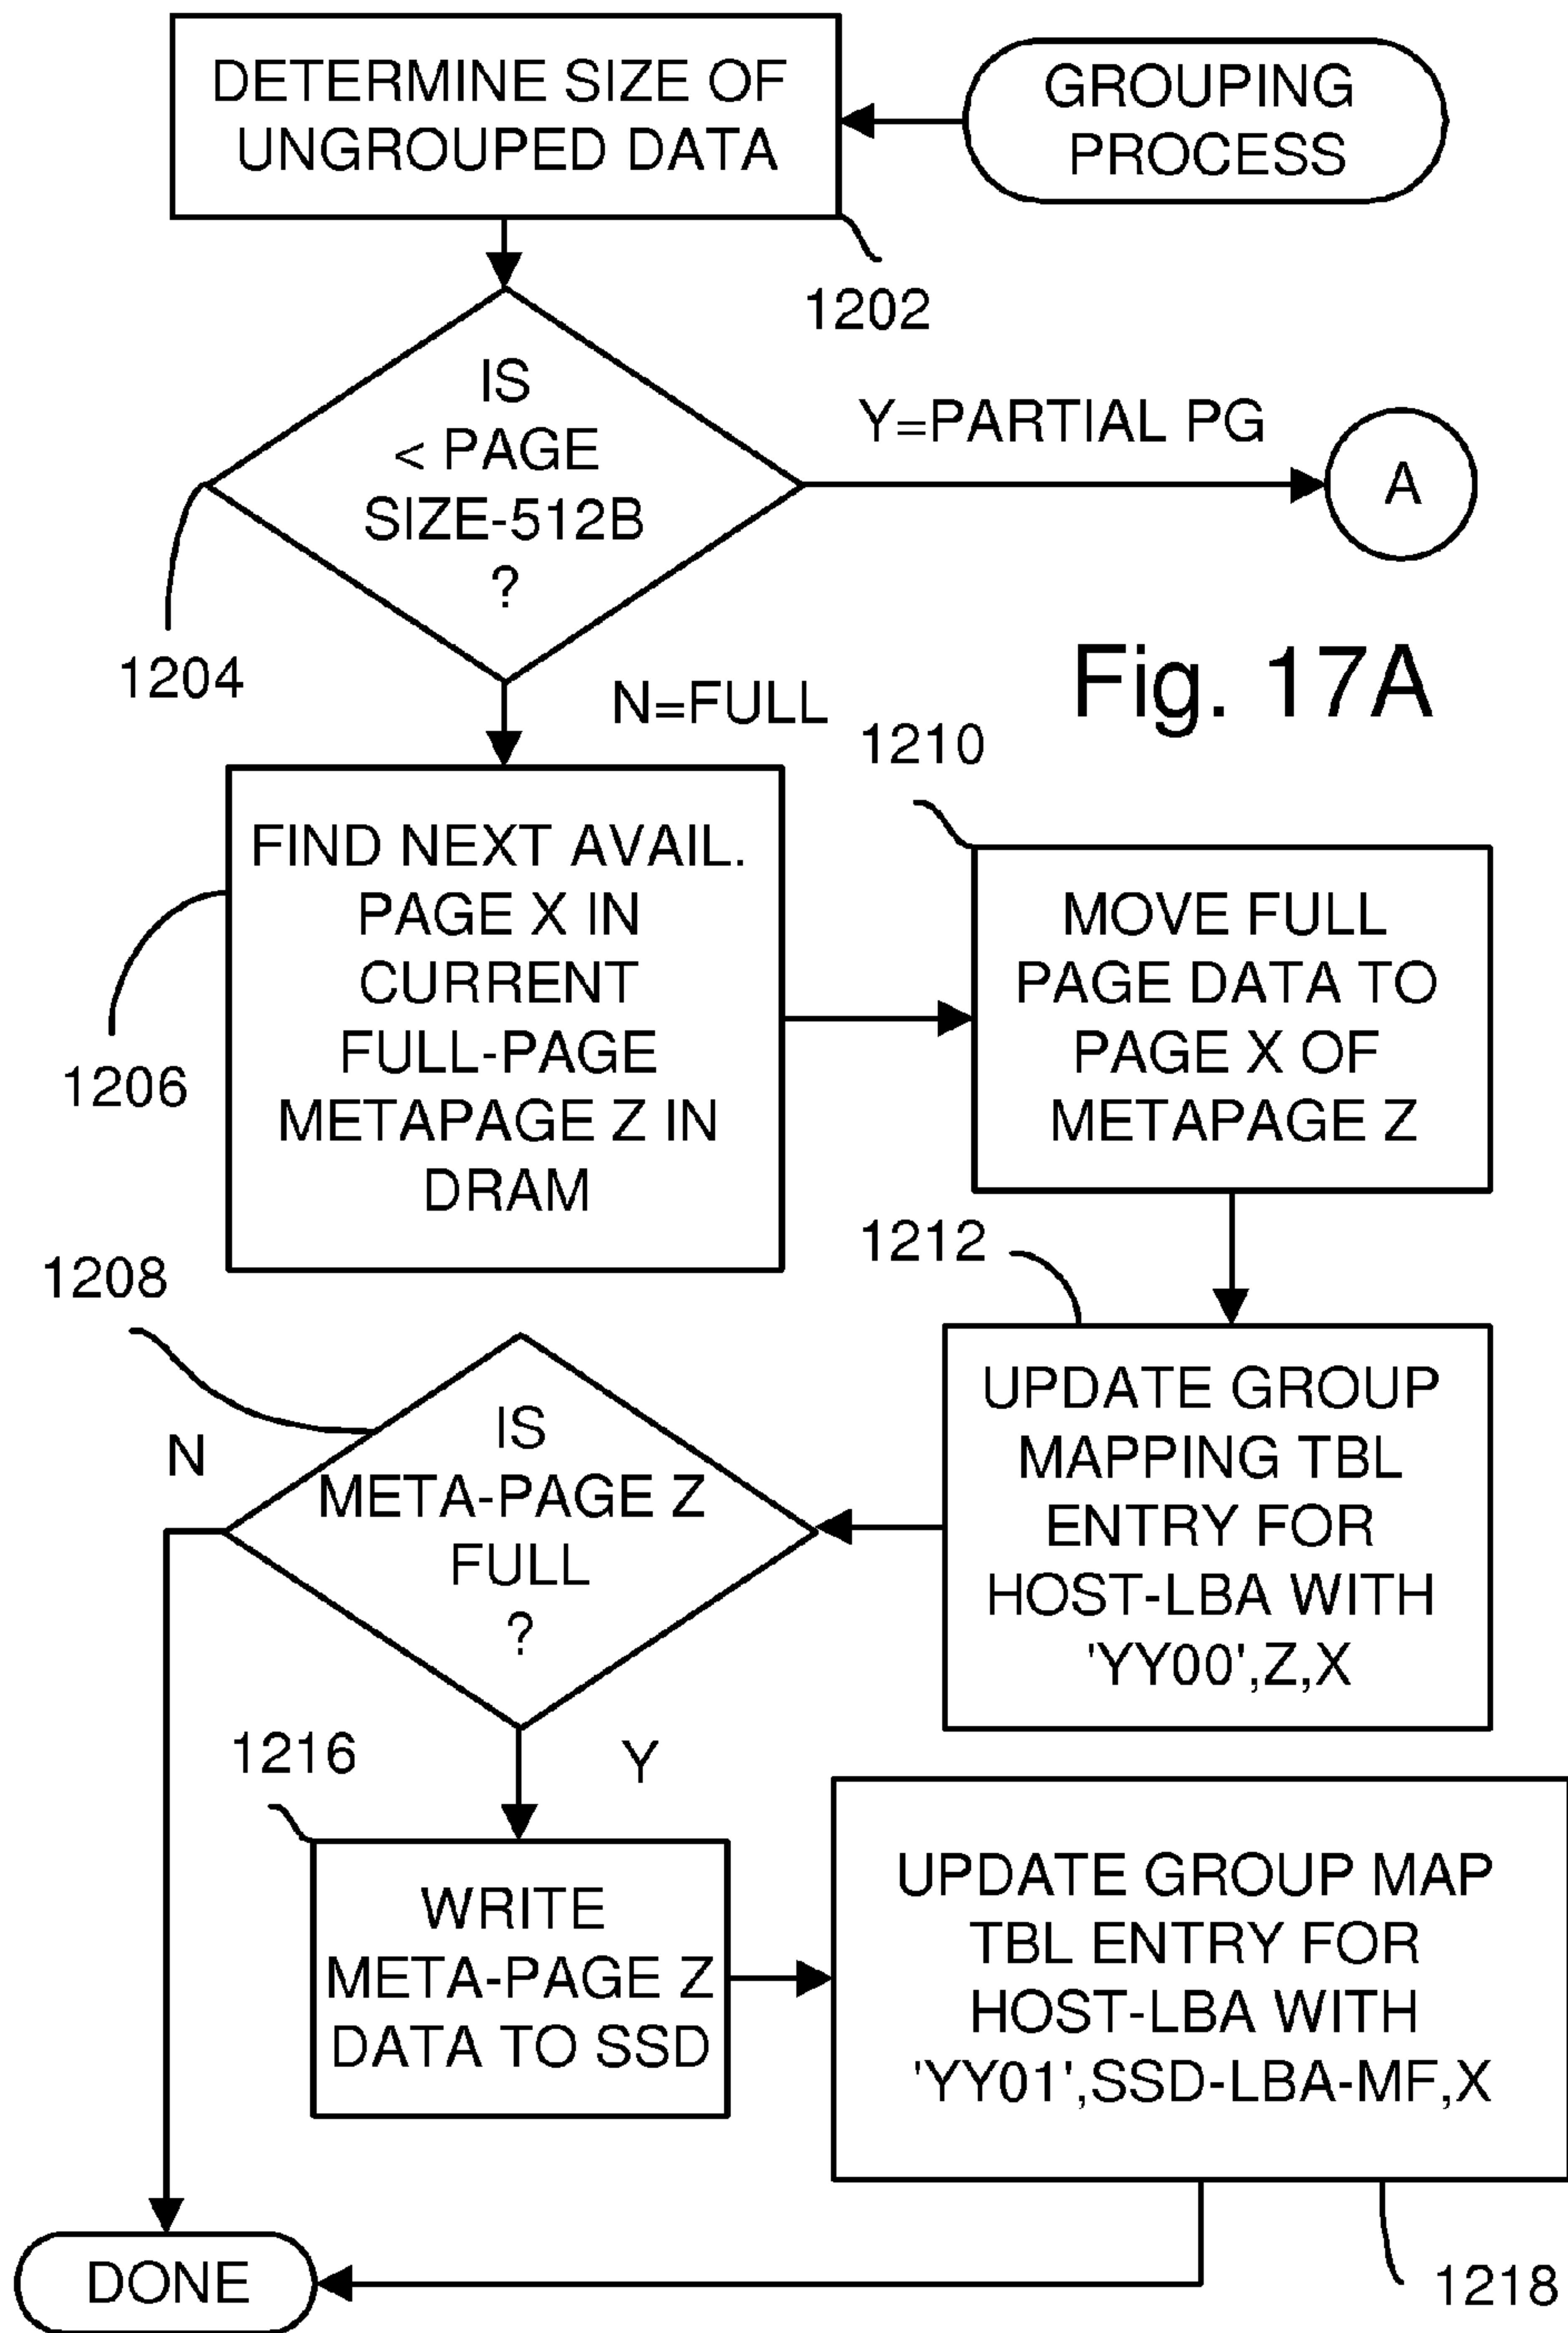 GROUPING
PROCESS
DETERMINE SIZE OF
UNGROUPED DATA
1202
IS
< PAGE
SIZE-512B
?
Y=PARTIAL PG
A
1204
N=FULL
Fig. 17A
1210
FIND NEXT AVAIL.
PAGE X IN
CURRENT
FULL-PAGE
METAPAGE Z IN
DRAM
1206
MOVE FULL
PAGE DATA TO
PAGE X OF
METAPAGE Z
1212
UPDATE GROUP
MAPPING TBL
ENTRY FOR
HOST-LBA WITH
'YY00',Z,X
1208
IS
META-PAGE Z
FULL
?
N
Y
1216
WRITE
META-PAGE Z
DATA TO SSD
UPDATE GROUP MAP
TBL ENTRY FOR
HOST-LBA WITH
'YY01',SSD-LBA-MF,X
1218
DONE